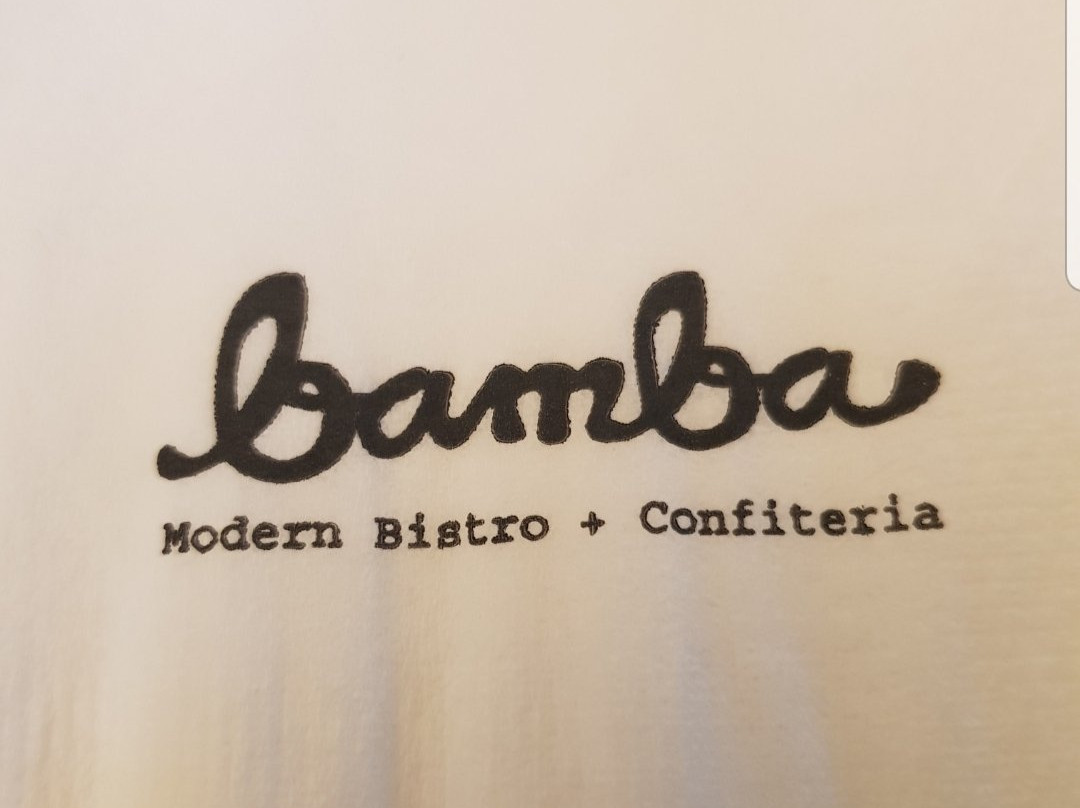 bamba
Modern Bistro + Confiteria